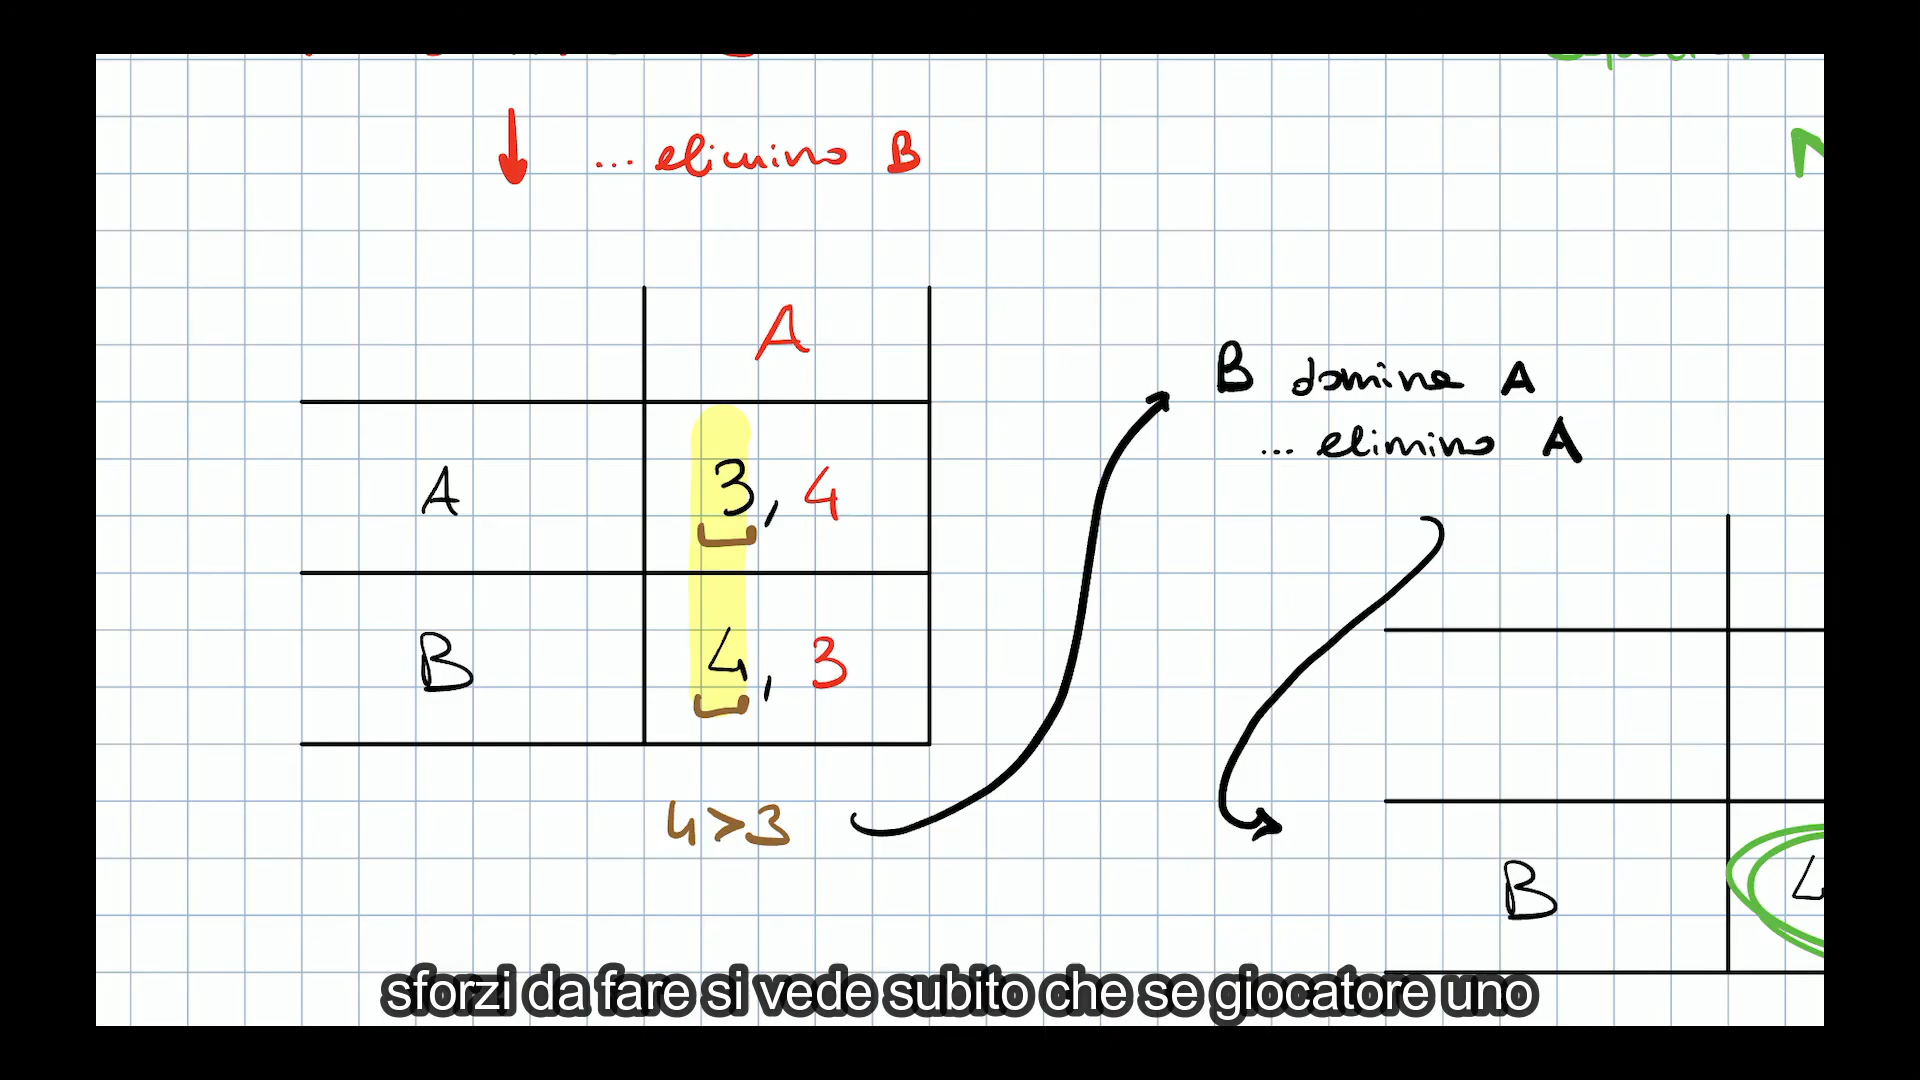 ... elimino B
A
A 3, 4
B 4, 3
4>3
B domina A
... elimino A
B 4
sforzi da fare si vede subito che se giocatore uno